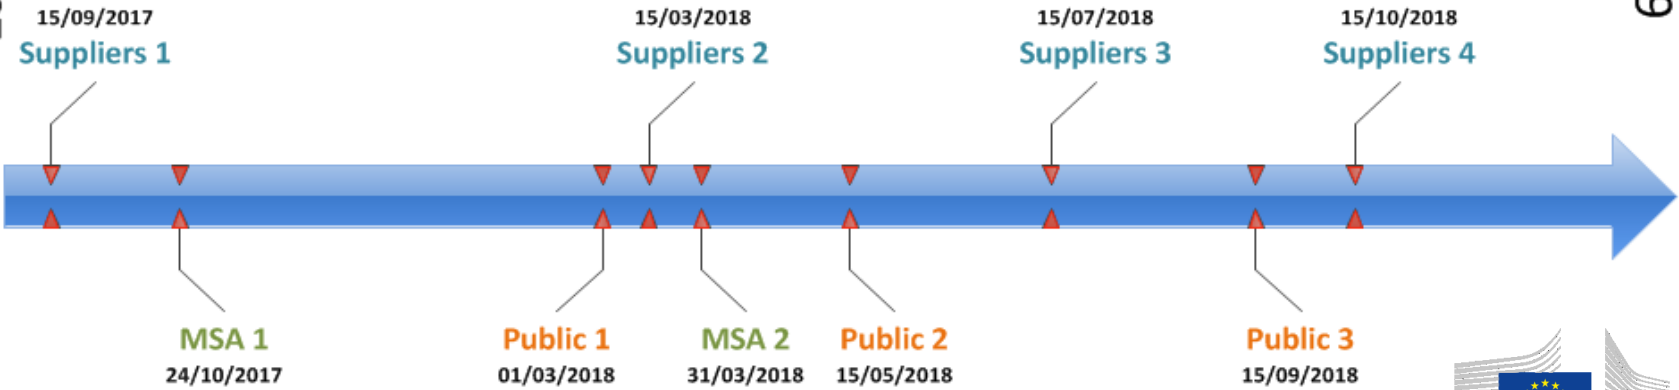 15/09/2017
Suppliers 1
15/03/2018
Suppliers 2
15/07/2018
Suppliers 3
15/10/2018
Suppliers 4
MSA 1
24/10/2017
Public 1
01/03/2018
MSA 2
31/03/2018
Public 2
15/05/2018
Public 3
15/09/2018